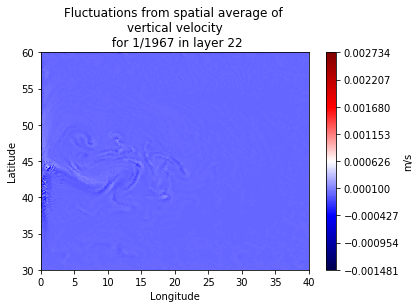 Fluctuations from spatial average of
vertical velocity
for 1/1967 in layer 22
60
55
50
45
40
35
30
Latitude
0 5 10 15 20 25 30 35 40
Longitude
0.002734
0.002207
0.001680
0.001153
0.000626
0.000100
−0.000427
−0.000954
−0.001481
m/s